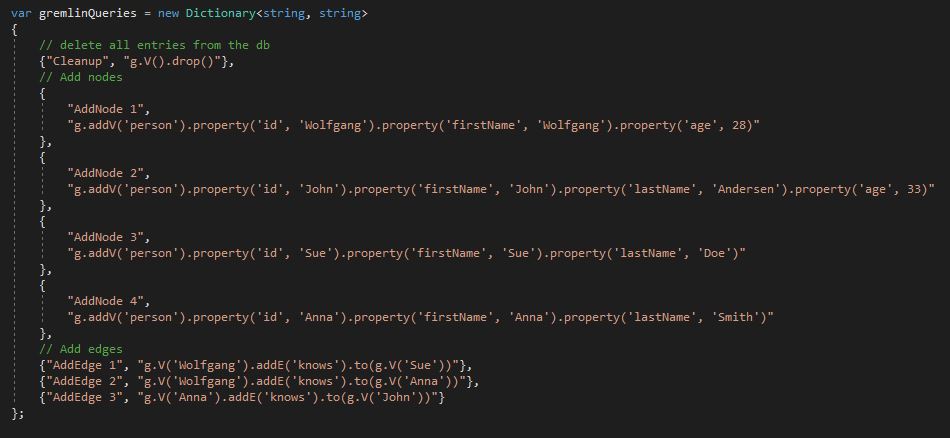 var gremlinQueries = new Dictionary<string, string>
{
// delete all entries from the db
{"Cleanup", "g.V().drop()"},
// Add nodes
{
"AddNode 1",
"g.addV('person').property('id', 'Wolfgang').property('firstName', 'Wolfgang').property('age', 28)"
},
{
"AddNode 2",
"g.addV('person').property('id', 'John').property('firstName', 'John').property('lastName', 'Andersen').property('age', 33)"
},
{
"AddNode 3",
"g.addV('person').property('id', 'Sue').property('firstName', 'Sue').property('lastName', 'Doe')"
},
{
"AddNode 4",
"g.addV('person').property('id', 'Anna').property('firstName', 'Anna').property('lastName', 'Smith')"
},
// Add edges
{"AddEdge 1", "g.V('Wolfgang').addE('knows').to(g.V('Sue'))"},
{"AddEdge 2", "g.V('Wolfgang').addE('knows').to(g.V('Anna'))"},
{"AddEdge 3", "g.V('Anna').addE('knows').to(g.V('John'))"}
};